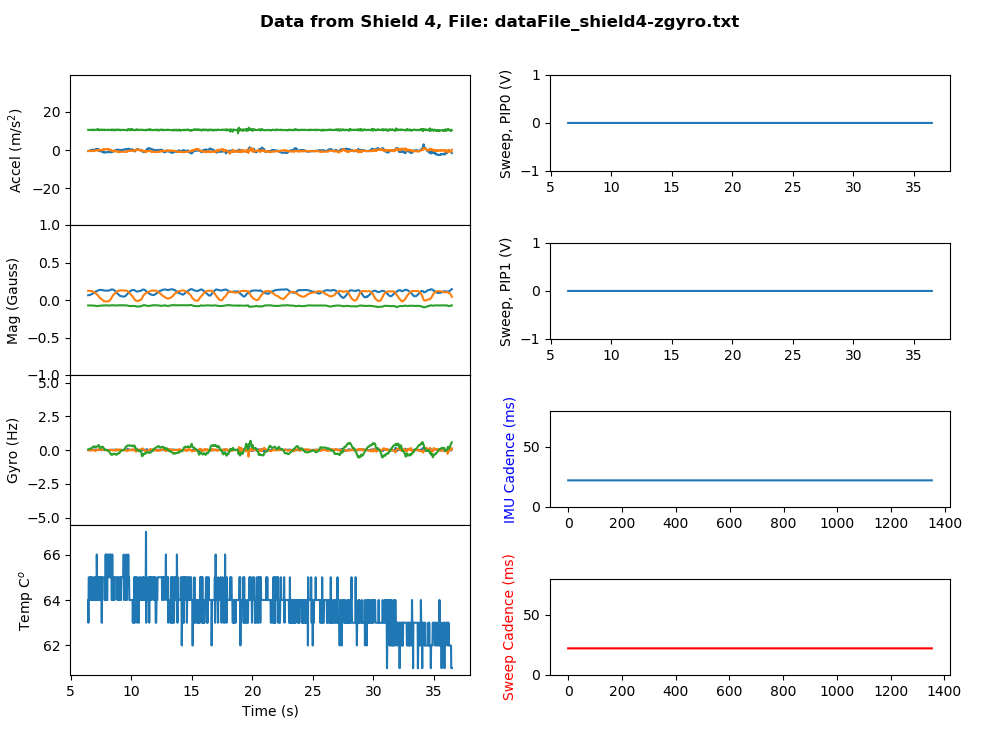 Data from Shield 4, File: dataFile_shield4-zgyro.txt
Accel (m/s²)
20
0
−20
Mag (Gauss)
1.0
0.5
0.0
−0.5
−1.0
Gyro (Hz)
5.0
2.5
0.0
−2.5
−5.0
Temp C°
66
64
62
5 10 15 20 25 30 35
Time (s)
Sweep, PIP0 (V)
1
0
−1
5 10 15 20 25 30 35
Sweep, PIP1 (V)
1
0
−1
5 10 15 20 25 30 35
IMU Cadence (ms)
50
0
0 200 400 600 800 1000 1200 1400
Sweep Cadence (ms)
50
0
0 200 400 600 800 1000 1200 1400